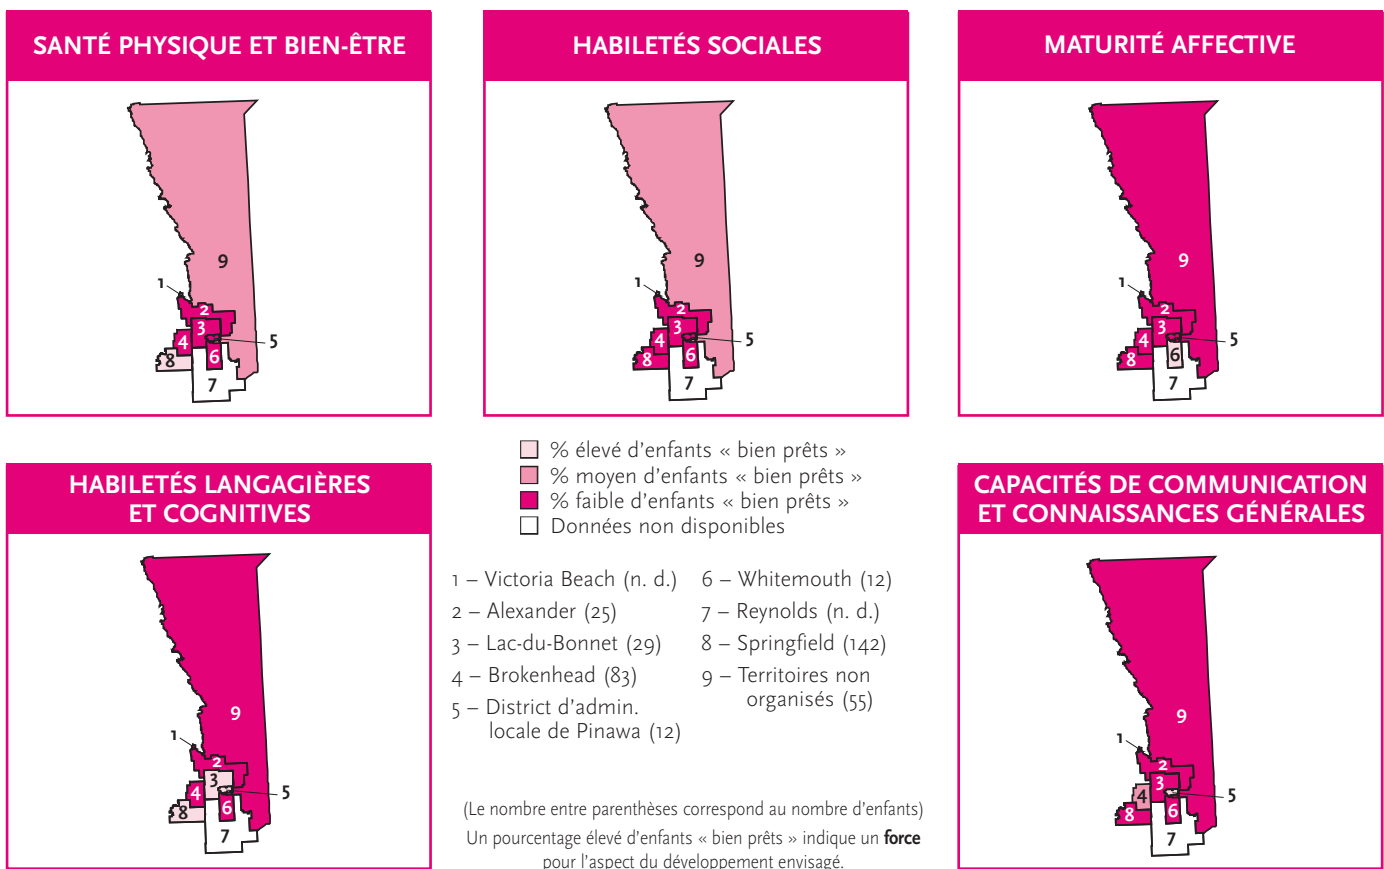 SANTÉ PHYSIQUE ET BIEN-ÊTRE
9
1
2
3
4
5
8
6
7
HABILETÉS SOCIALES
9
1
2
3
4
5
8
6
7
MATURITÉ AFFECTIVE
9
1
2
3
4
5
8
6
7
% élevé d'enfants « bien prêts »
% moyen d'enfants « bien prêts »
% faible d'enfants « bien prêts »
Données non disponibles
HABILETÉS LANGAGIÈRES
ET COGNITIVES
9
1
2
3
4
5
8
6
7
1 – Victoria Beach (n. d.)
2 – Alexander (25)
3 – Lac-du-Bonnet (29)
4 – Brokenhead (83)
5 – District d'admin.
locale de Pinawa (12)
6 – Whitemouth (12)
7 – Reynolds (n. d.)
8 – Springfield (142)
9 – Territoires non
organisés (55)
(Le nombre entre parenthèses correspond au nombre d'enfants)
Un pourcentage élevé d'enfants « bien prêts » indique un force
pour l'aspect du développement envisagé.
CAPACITÉS DE COMMUNICATION
ET CONNAISSANCES GÉNÉRALES
9
1
2
3
4
5
8
6
7